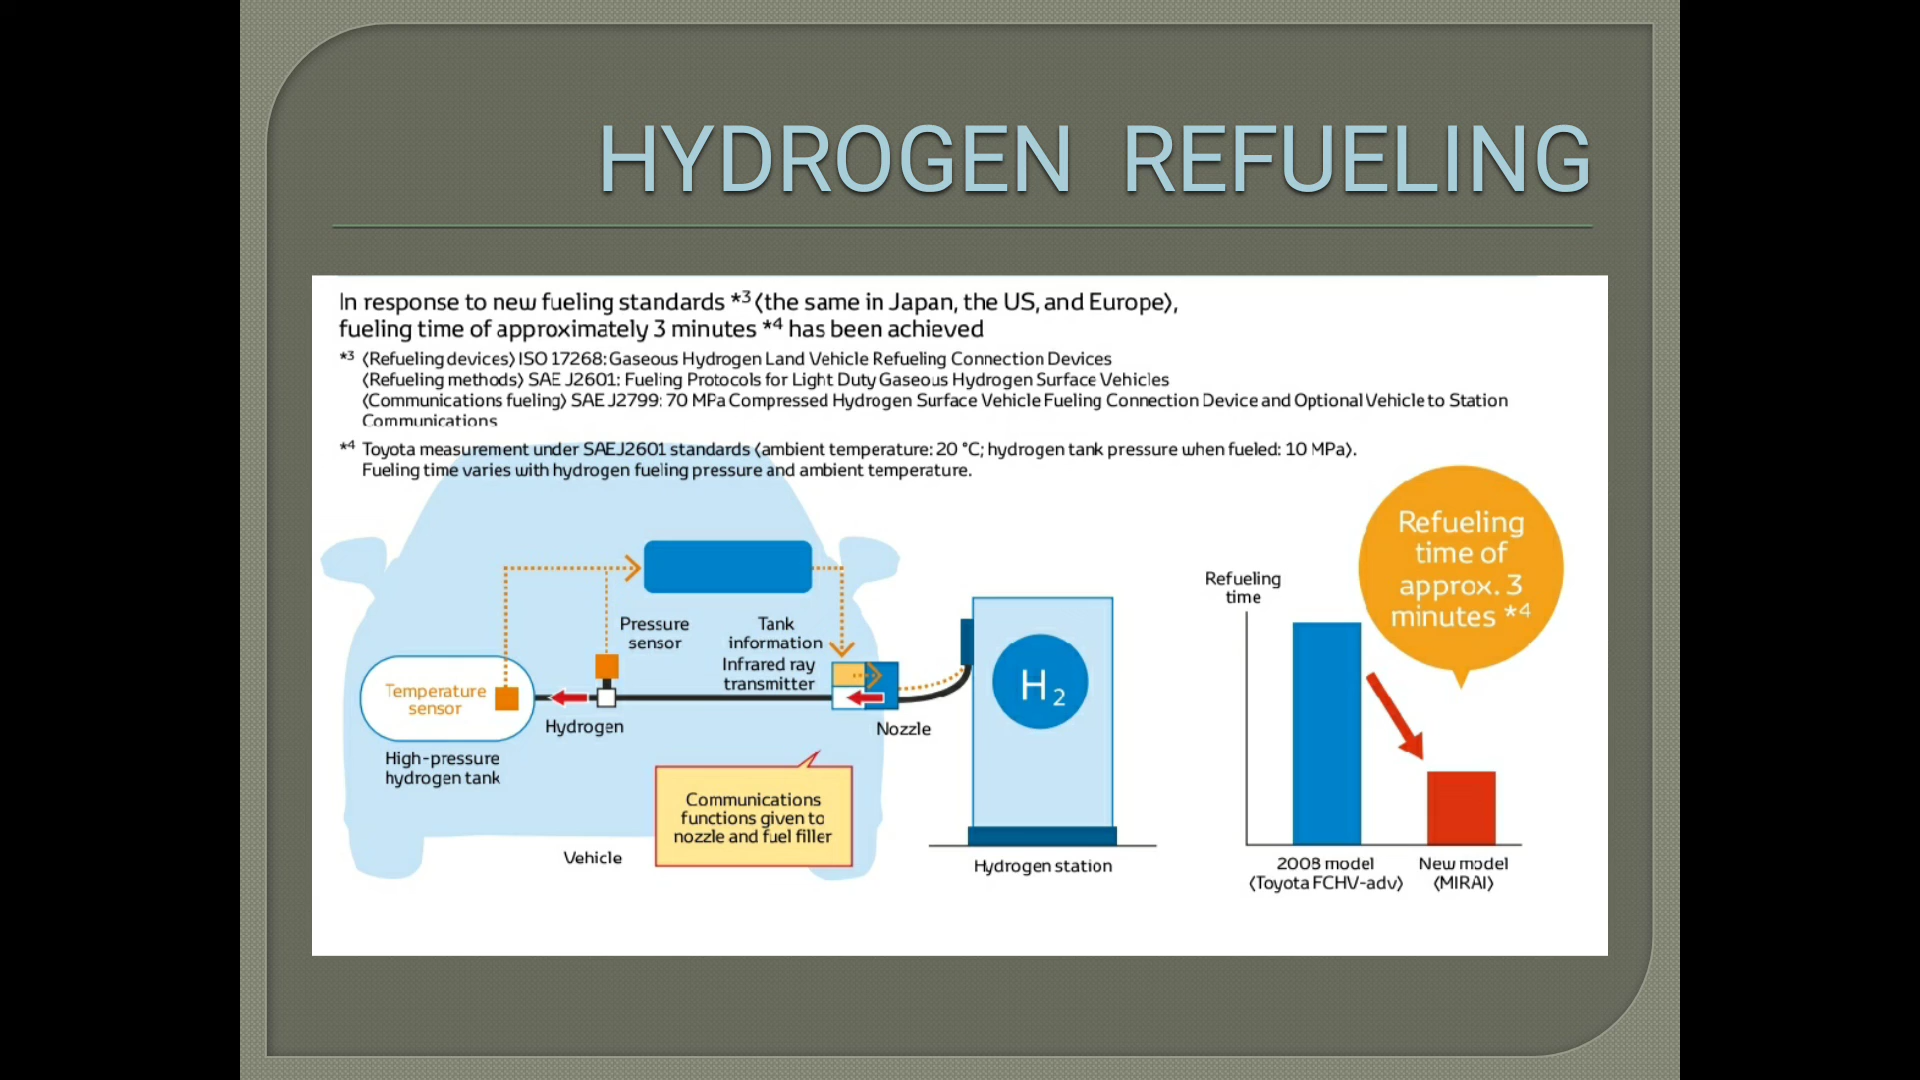 HYDROGEN REFUELING
In response to new fueling standards *3 (the same in Japan, the US, and Europe),
fueling time of approximately 3 minutes *4 has been achieved
*3 (Refueling devices) ISO 17268: Gaseous Hydrogen Land Vehicle Refueling Connection Devices
(Refueling methods) SAE J2601: Fueling Protocols for Light Duty Gaseous Hydrogen Surface Vehicles
(Communications fueling) SAE J2799: 70 MPa Compressed Hydrogen Surface Vehicle Fueling Connection Device and Optional Vehicle to Station
Communications
*4 Toyota measurement under SAEJ2601 standards (ambient temperature: 20 °C; hydrogen tank pressure when fueled: 10 MPa).
Fueling time varies with hydrogen fueling pressure and ambient temperature.
Pressure
sensor
Tank
information
Infrared ray
transmitter
Temperature
sensor
Hydrogen
Nozzle
High-pressure
hydrogen tank
Communications
functions given to
nozzle and fuel filler
Vehicle
H2
Hydrogen station
Refueling
time
Refueling
time of
approx. 3
minutes *4
2008 model
(Toyota FCHV-adv)
New model
(MIRAI)